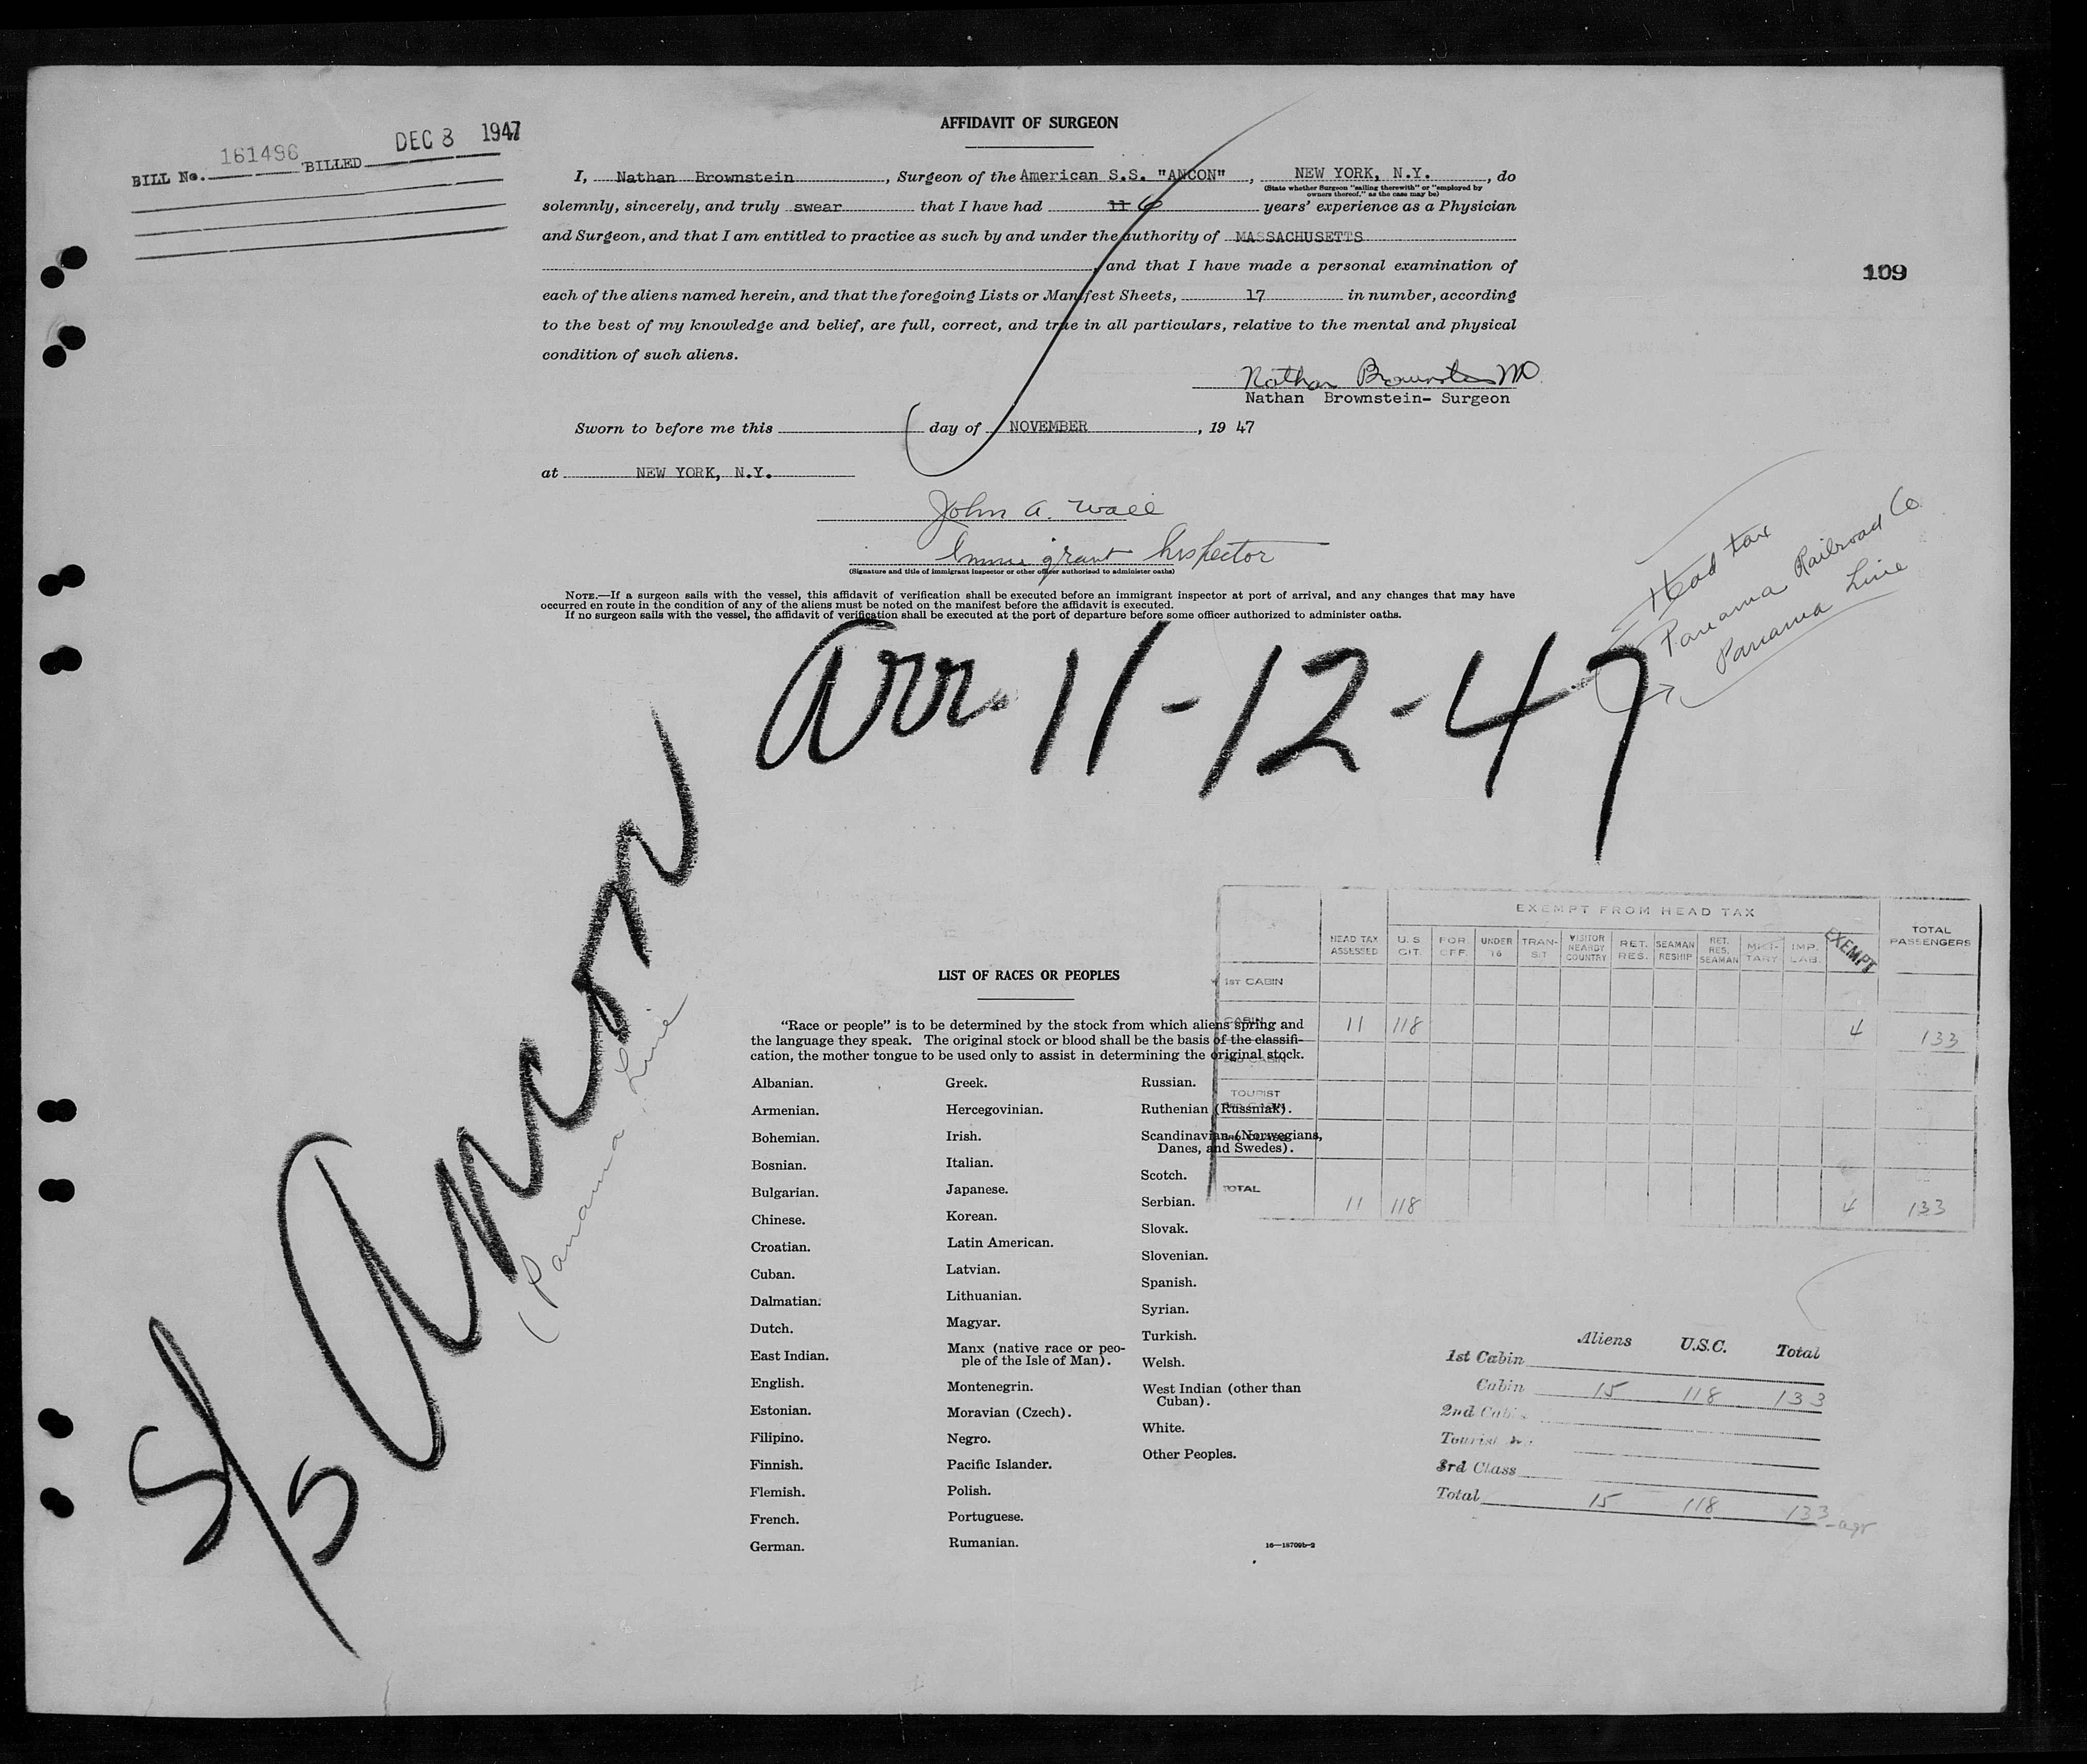 BILL No. 161496 BILLED DEC 8 1947
AFFIDAVIT OF SURGEON
I, Nathan Brownstein, Surgeon of the American S.S. "ANCON", NEW YORK, N.Y., do
(State whether Surgeon "sailing therewith" or "employed by owners thereof," as the case may be)
solemnly, sincerely, and truly swear that I have had 11 6 years' experience as a Physician
and Surgeon, and that I am entitled to practice as such by and under the authority of MASSACHUSETTS
, and that I have made a personal examination of
109
each of the aliens named herein, and that the foregoing Lists or Manifest Sheets, 17 in number, according
to the best of my knowledge and belief, are full, correct, and true in all particulars, relative to the mental and physical
condition of such aliens.
Nathan Brownstein MD.
Nathan Brownstein- Surgeon
Sworn to before me this day of NOVEMBER, 19 47
at NEW YORK, N.Y.
John A. Wall
Immigrant Inspector
(Signature and title of immigrant inspector or other officer authorized to administer oaths)
NOTE.—If a surgeon sails with the vessel, this affidavit of verification shall be executed before an immigrant inspector at port of arrival, and any changes that may have
occurred en route in the condition of any of the aliens must be noted on the manifest before the affidavit is executed.
If no surgeon sails with the vessel, the affidavit of verification shall be executed at the port of departure before some officer authorized to administer oaths.
Head tax
Panama Railroad Co
Panama Line
Arr. 11-12-47
S/S Ancon
(Panama Line
EXEMPT FROM HEAD TAX
HEAD TAX ASSESSED U.S. CIT. FOR. OFF. UNDER 16 TRAN-SIT VISITOR NEARBY COUNTRY RET. RES. SEAMAN RESHIP RET. RES. SEAMAN MILI-TARY IMP. LAB. EXEMPT TOTAL PASSENGERS
1ST CABIN
CABIN 11 118 4 133
2ND CABIN
TOURIST
3RD CABIN
TOTAL 11 118 4 133
LIST OF RACES OR PEOPLES
"Race or people" is to be determined by the stock from which aliens spring and
the language they speak. The original stock or blood shall be the basis of the classifi-
cation, the mother tongue to be used only to assist in determining the original stock.
Albanian.
Armenian.
Bohemian.
Bosnian.
Bulgarian.
Chinese.
Croatian.
Cuban.
Dalmatian.
Dutch.
East Indian.
English.
Estonian.
Filipino.
Finnish.
Flemish.
French.
German.
Greek.
Hercegovinian.
Irish.
Italian.
Japanese.
Korean.
Latin American.
Latvian.
Lithuanian.
Magyar.
Manx (native race or peo-
ple of the Isle of Man).
Montenegrin.
Moravian (Czech).
Negro.
Pacific Islander.
Polish.
Portuguese.
Rumanian.
Russian.
Ruthenian (Russniak).
Scandinavian (Norwegians,
Danes, and Swedes).
Scotch.
Serbian.
Slovak.
Slovenian.
Spanish.
Syrian.
Turkish.
Welsh.
West Indian (other than
Cuban).
White.
Other Peoples.
16—18709b-2
Aliens U.S.C. Total
1st Cabin
Cabin 15 118 133
2nd Cabin
Tourist
3rd Class
Total 15 118 133